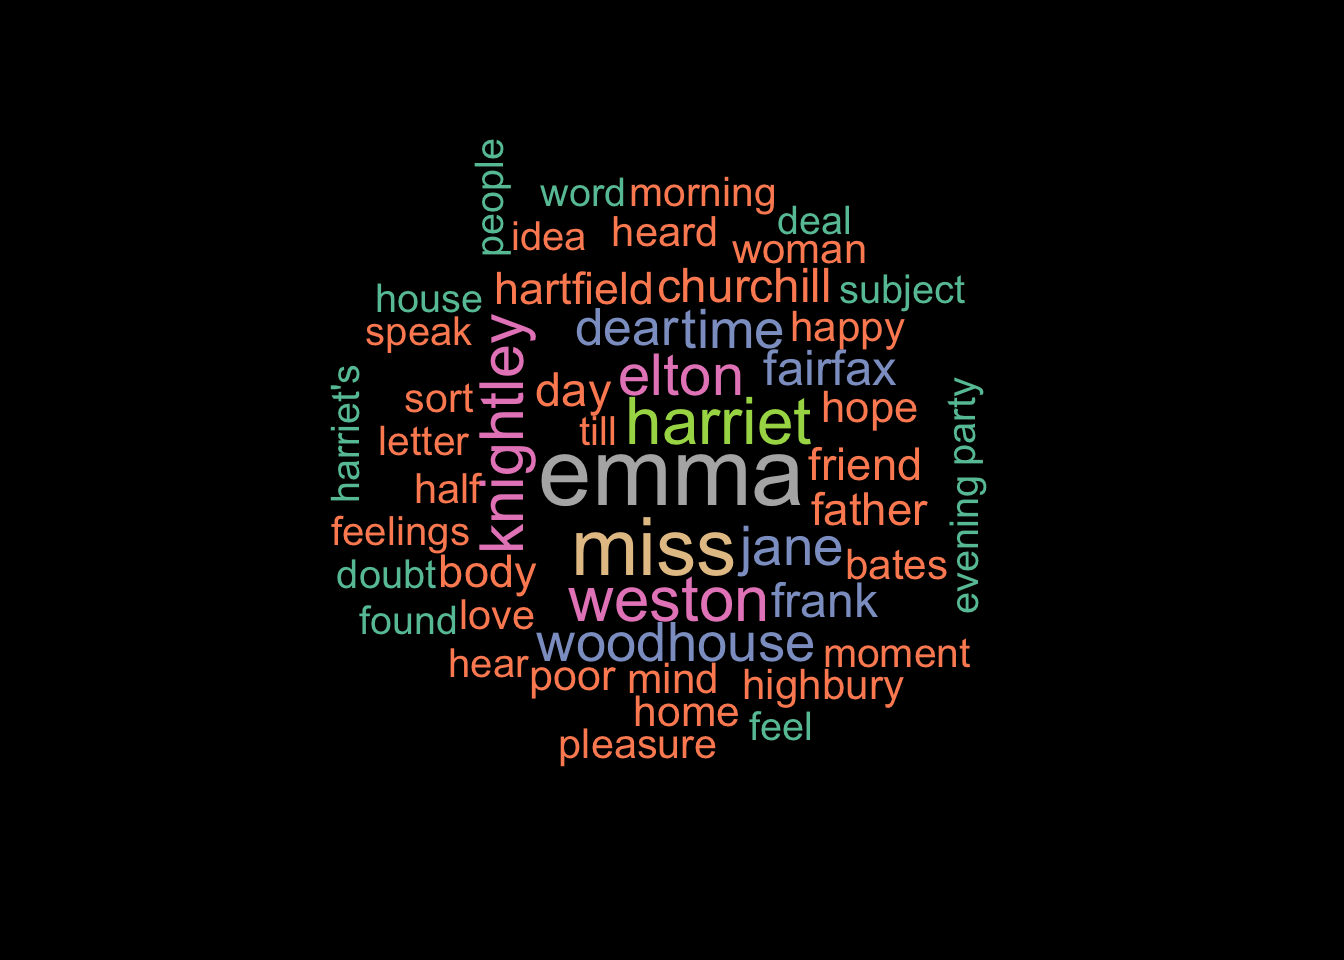 people
word
morning
deal
idea
heard
woman
hartfield
churchill
subject
house
dear
time
happy
speak
knightley
elton
fairfax
harriet's
sort
day
harriet
hope
party
letter
till
half
emma
friend
father
evening
feelings
miss
jane
bates
doubt
body
weston
frank
found
love
woodhouse
moment
hear
poor
mind
highbury
home
feel
pleasure